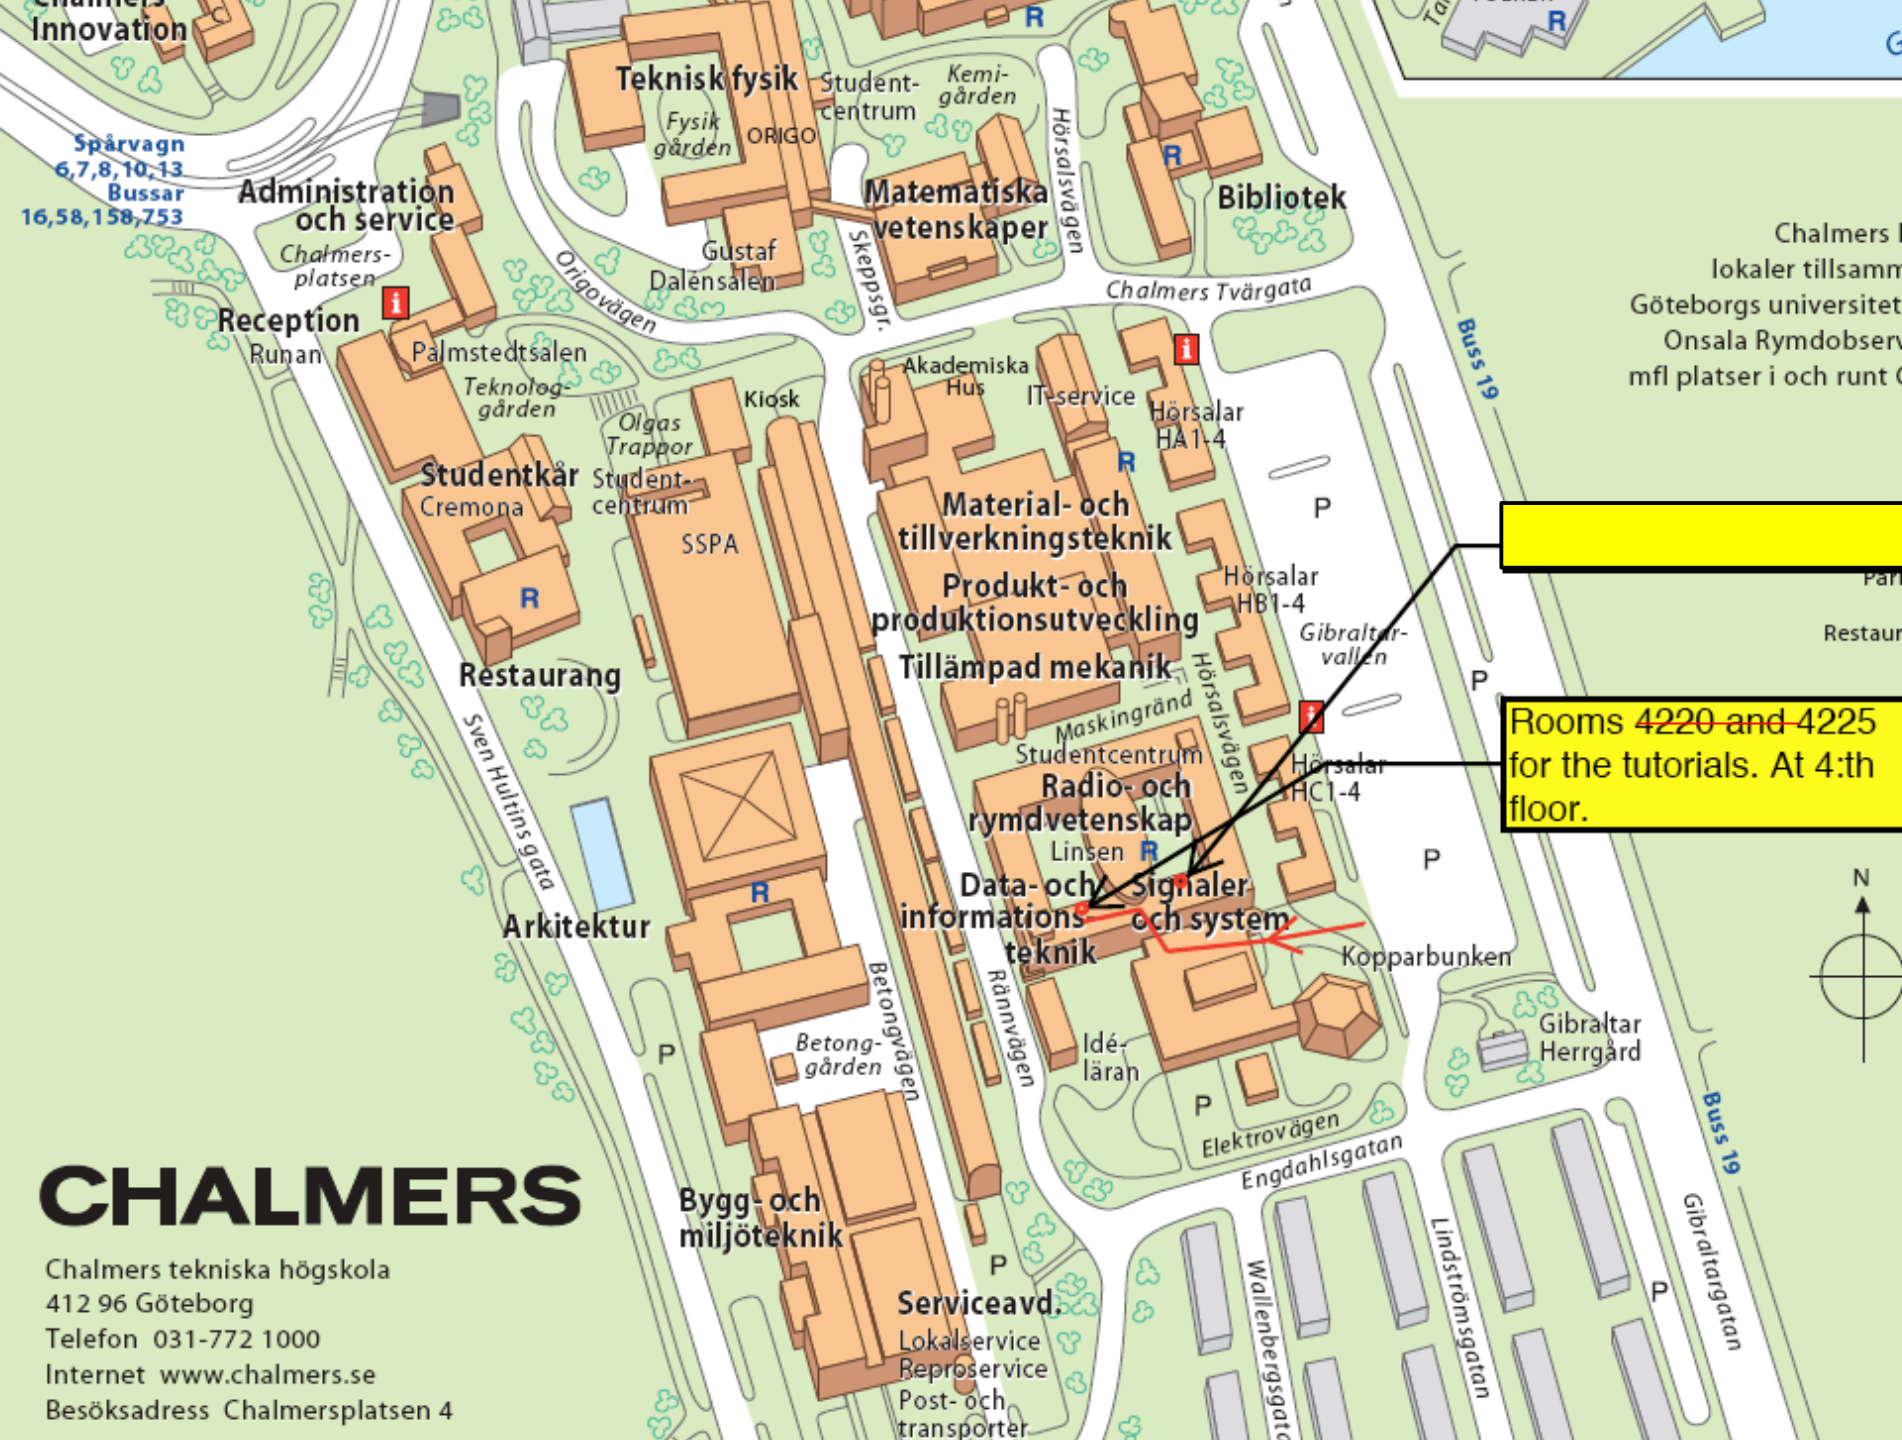 Innovation
Teknisk fysik
Fysik
gården
ORIGO
Student-
centrum
Kemi-
gården
R
Hörsalsvägen
R
G
Spårvagn
6,7,8,10,13
Bussar
16,58,158,753
Administration
och service
Chalmers-
platsen
Matematiska
vetenskaper
R
Bibliotek
Gustaf
Dalénsalen
Origovägen
Skeppsgr.
Chalmers Tvärgata
Buss 19
Chalmers
lokaler tillsamm
Göteborgs universitet
Onsala Rymdobserv
mfl platser i och runt
Reception
Runan
i
Palmstedtsalen
Teknolog-
gården
Olgas
Trappor
Kiosk
Akademiska
Hus
IT-service
i
Hörsalar
HA1-4
R
Studentkår
Cremona
Student-
centrum
SSPA
R
Restaurang
Material- och
tillverkningsteknik
Produkt- och
produktionsutveckling
Tillämpad mekanik
P
Hörsalar
HB1-4
Gibraltar-
vallen
P
Park
Restaur
Hörsalsvägen
Maskingränd
Studentcentrum
i
Hörsalar
HC1-4
Rooms 4220 and 4225
for the tutorials. At 4:th
floor.
Radio- och
rymdvetenskap
Linsen R
Data- och
informations-
teknik
Signaler
och system
P
N
Sven Hultins gata
Arkitektur
R
Betongvägen
Rännvägen
Kopparbunken
Gibraltar
Herrgård
P
Betong-
gården
Idé-
läran
P
Elektrovägen
Engdahlsgatan
Buss 19
CHALMERS
Chalmers tekniska högskola
412 96 Göteborg
Telefon 031-772 1000
Internet www.chalmers.se
Besöksadress Chalmersplatsen 4
Bygg- och
miljöteknik
P
Serviceavd.
Lokalservice
Reproservice
Post- och
transporter
Lindströmsgatan
P
Gibraltargatan